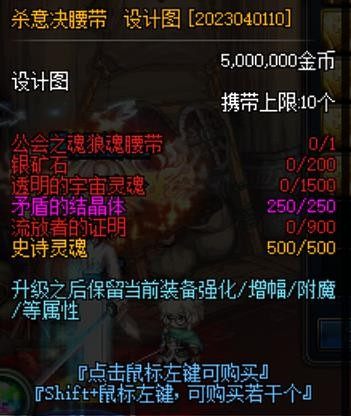 杀意决腰带 设计图 [2023040110]
5,000,000金币
设计图
携带上限:10个
公会之魂狼魂腰带 0/1
银矿石 0/200
透明的宇宙灵魂 0/1500
矛盾的结晶体 250/250
流放者的证明 0/900
史诗灵魂 500/500
升级之后保留当前装备强化/增幅/附魔
/等属性
『点击鼠标左键可购买』
『Shift+鼠标左键, 可购买若干个』